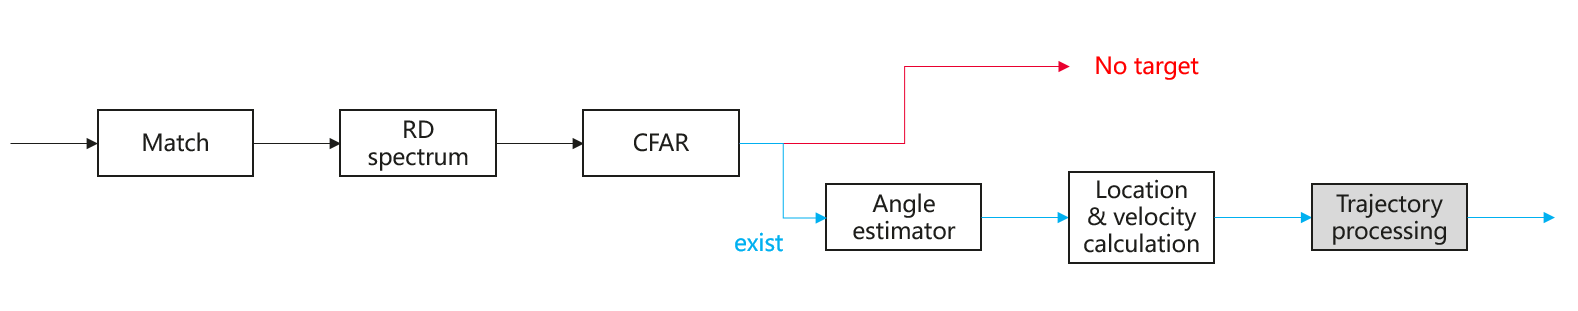 No target
Match
RD
spectrum
CFAR
exist
Angle
estimator
Location
& velocity
calculation
Trajectory
processing